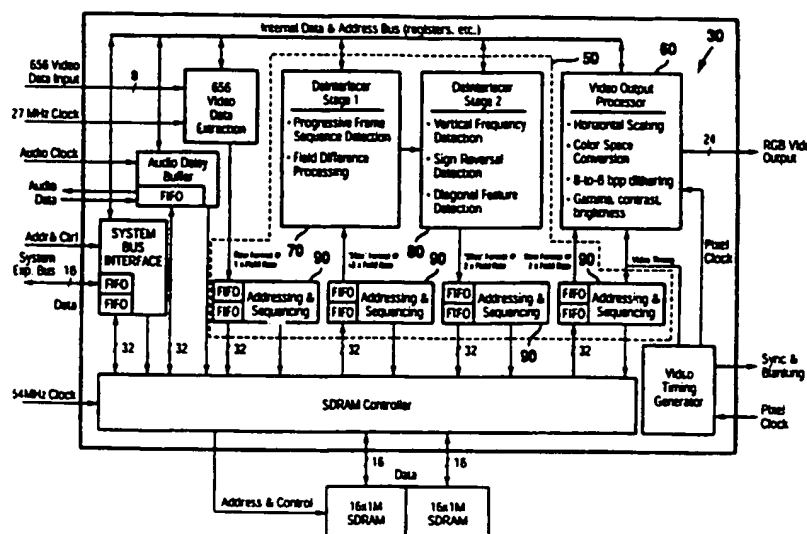 Internal Data & Address Bus (registers, etc.)
50
60
30
656 Video
Data Input
8
656
Video
Data
Extraction
27 MHz Clock
Deinterlacer
Stage 1
• Progressive Frame
Sequence Detection
• Field Difference
Processing
Deinterlacer
Stage 2
• Vertical Frequency
Detection
• Sign Reversal
Detection
• Diagonal Feature
Detection
Video Output
Processor
• Horizontal Scaling
• Color Space
Conversion
• 8-to-6 bpp dithering
• Gamma, contrast,
brightness
24
RGB Video
Output
Audio Clock
Audio Delay
Buffer
FIFO
Audio
Data
Addr & Ctrl
SYSTEM
BUS
INTERFACE
FIFO
FIFO
System
Exp. Bus
16
Data
70
80
90
90
90
90
Pixel
Clock
Video Timing
FIFO
FIFO
Addressing &
Sequencing
FIFO
FIFO
Addressing &
Sequencing
FIFO
FIFO
Addressing &
Sequencing
FIFO
FIFO
Addressing &
Sequencing
32
32
32
32
32
32
54MHz Clock
SDRAM Controller
Video
Timing
Generator
Sync &
Blanking
Pixel
Clock
16
16
Data
Address & Control
16x1M
SDRAM
16x1M
SDRAM